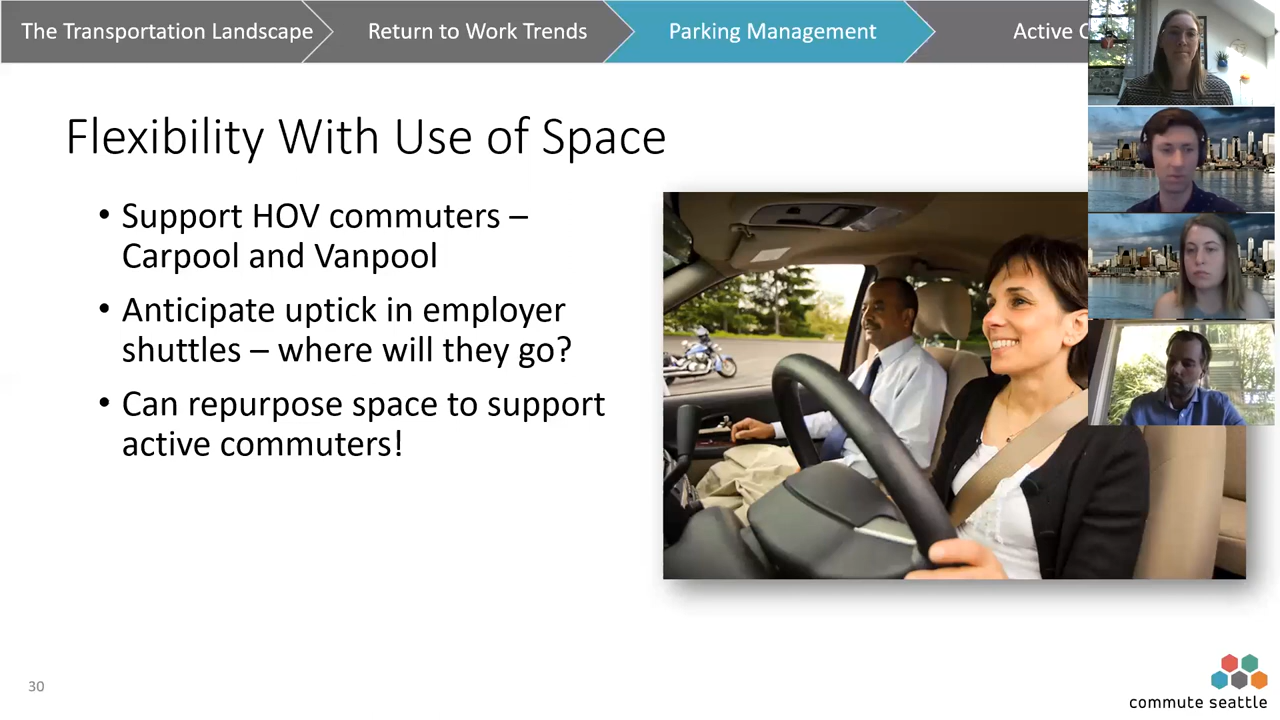 The Transportation Landscape
Return to Work Trends
Parking Management
Active
Flexibility With Use of Space
• Support HOV commuters –
Carpool and Vanpool
• Anticipate uptick in employer
shuttles – where will they go?
• Can repurpose space to support
active commuters!
30
commute seattle